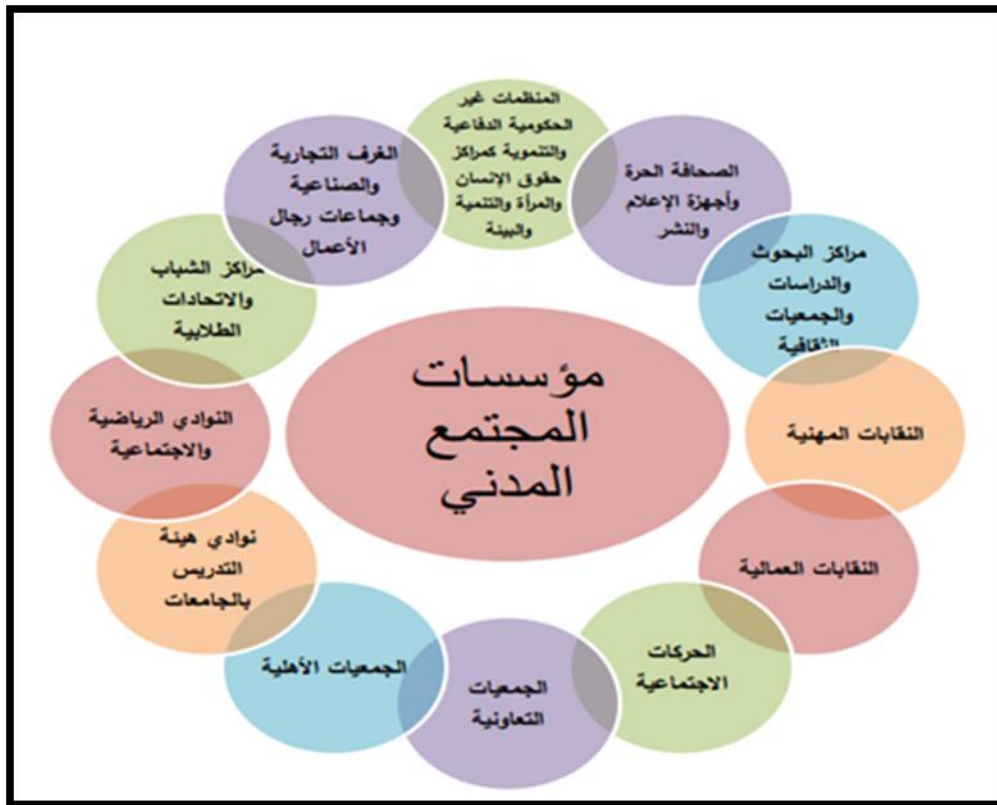 المنظمات غير
الحكومية الدفاعية
والتنموية كمراكز
حقوق الإنسان
والمرأة والتنمية
والبيئة
الصحافة الحرة
وأجهزة الإعلام
والنشر
مراكز البحوث
والدراسات
والجمعيات
الثقافية
النقابات المهنية
النقابات العمالية
الحركات
الاجتماعية
الجمعيات
التعاونية
الجمعيات الأهلية
نوادي هيئة
التدريس
بالجامعات
النوادي الرياضية
والاجتماعية
مراكز الشباب
والاتحادات
الطلابية
الغرف التجارية
والصناعية
وجماعات رجال
الأعمال
مؤسسات
المجتمع
المدني